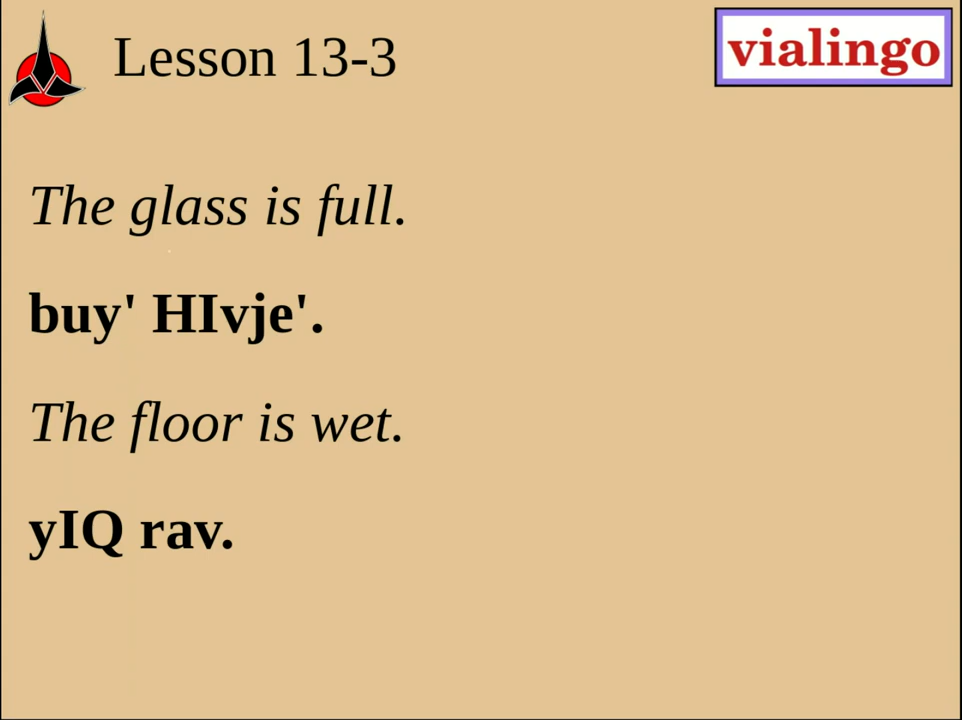 Lesson 13-3
vialingo
The glass is full.
buy' HIvje'.
The floor is wet.
yIQ rav.